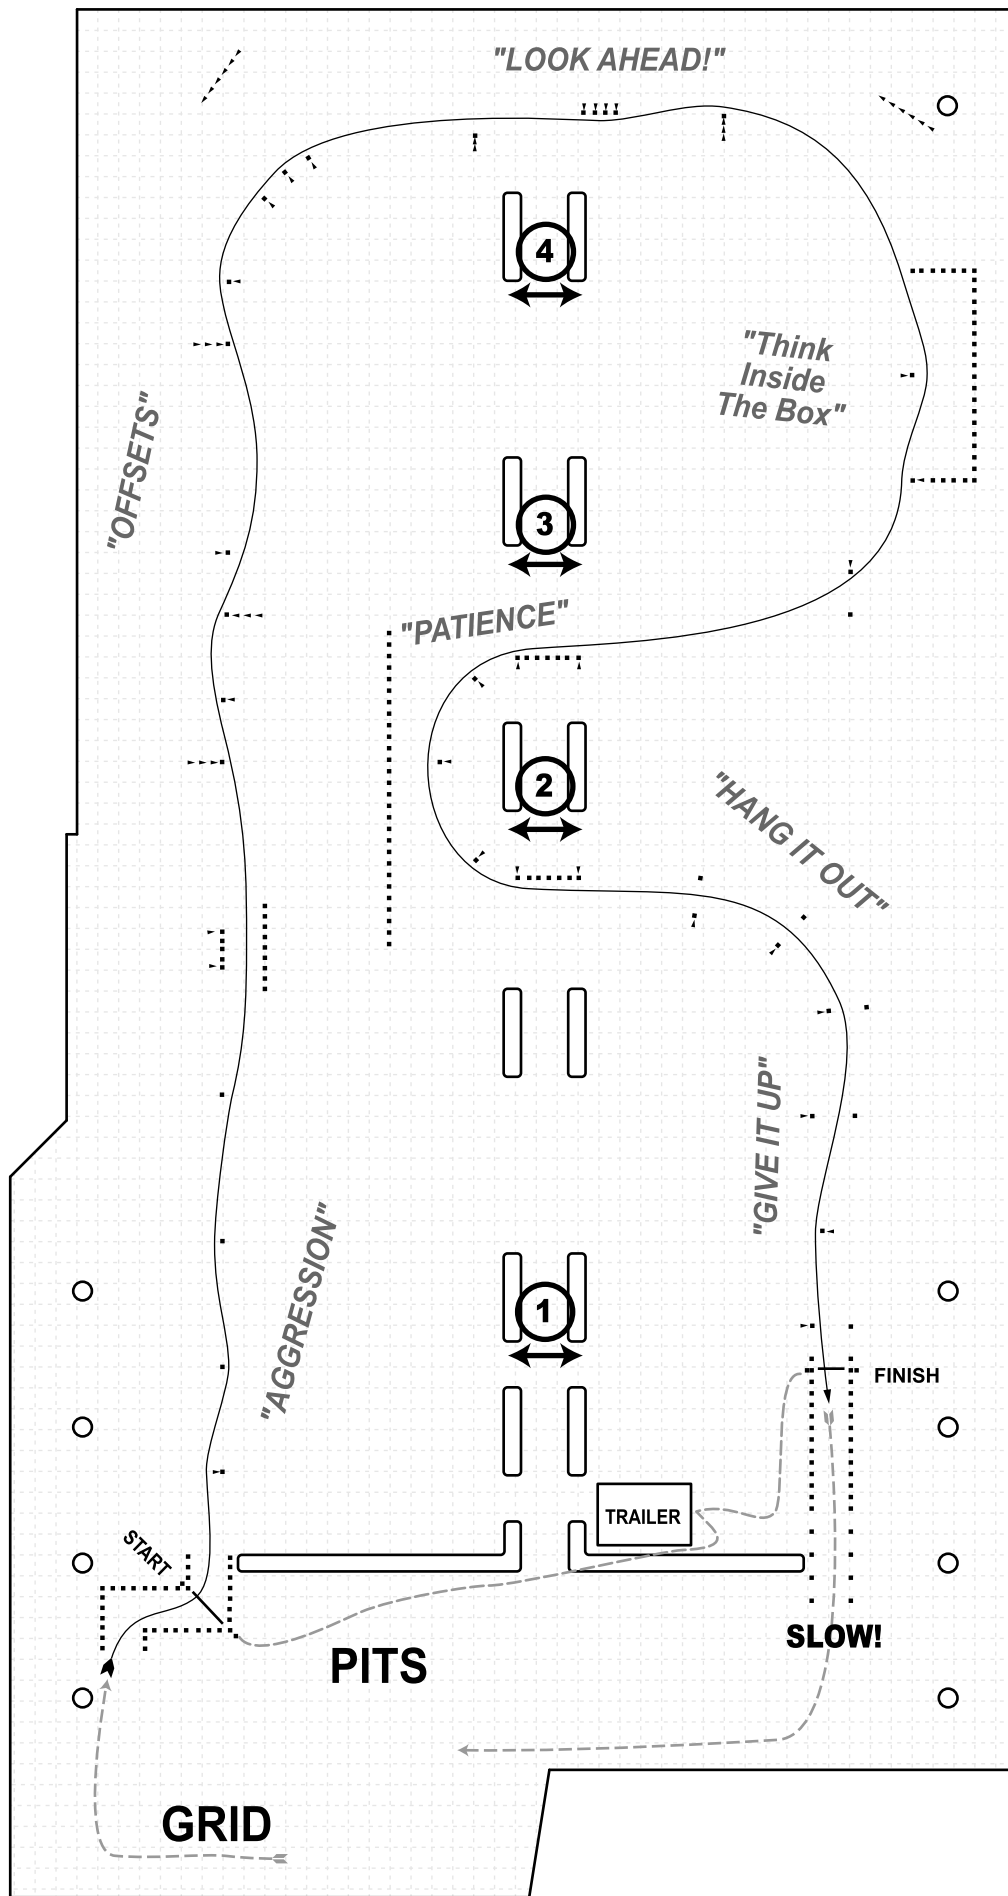 "LOOK AHEAD!"
4
"Think
Inside
The Box"
"OFFSETS"
3
"PATIENCE"
2
"HANG IT OUT"
"GIVE IT UP"
"AGGRESSION"
1
FINISH
TRAILER
START
SLOW!
PITS
GRID